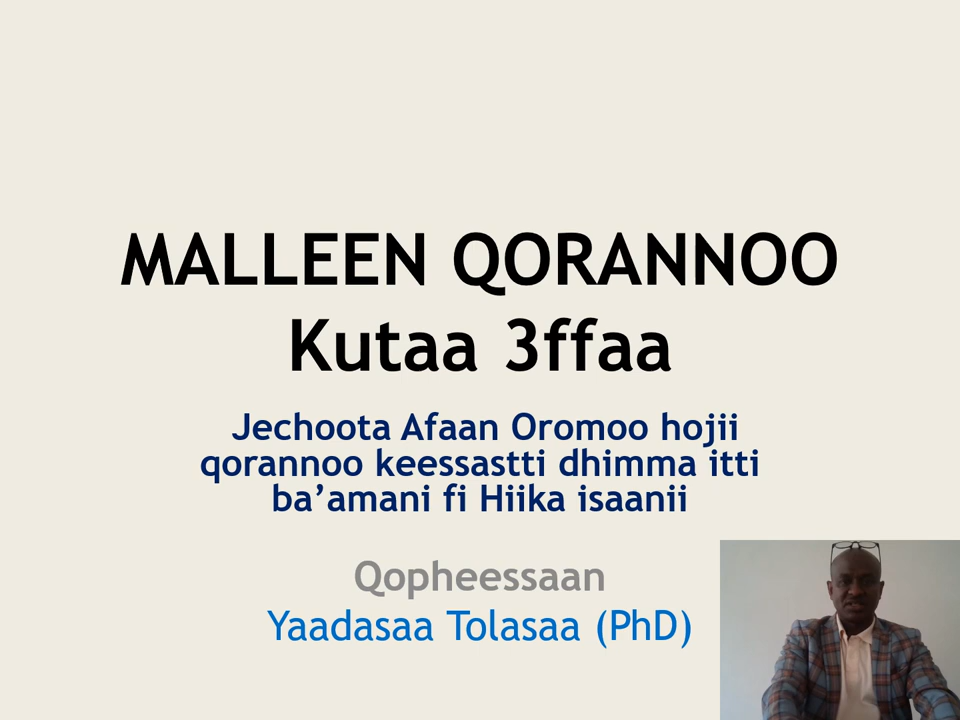 MALLEEN QORANNOO
Kutaa 3ffaa
Jechoota Afaan Oromoo hojii
qorannoo keessastti dhimma itti
ba’amani fi Hiika isaanii
Qopheessaan
Yaadasaa Tolasaa (PhD)